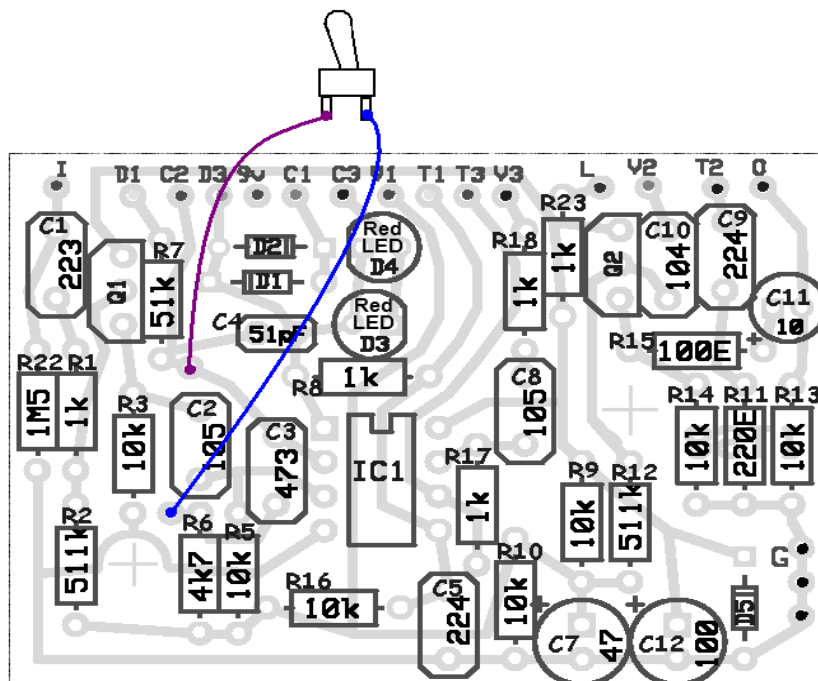 I D1 C2 D3 9v C1 C3 V1 T1 T3 V3 L V2 T2 O
C1 223
Q1
R7 51k
D2
D1
Red LED D4
Red LED D3
C4 51pF
R8 1k
R18 1k
R23 1k
Q2
C10 104
C9 224
C11 10
+
R15 100E
R22 1M5
R1 1k
R3 10k
C2 105
C3 473
IC1
C8 105
R14 10k
R11 220E
R13 10k
R2 511k
R6 4k7
R5 10k
R17 1k
R9 10k
R12 511k
R16 10k
C5 224
R10 10k
+
C7 47
+
C12 100
D5
G